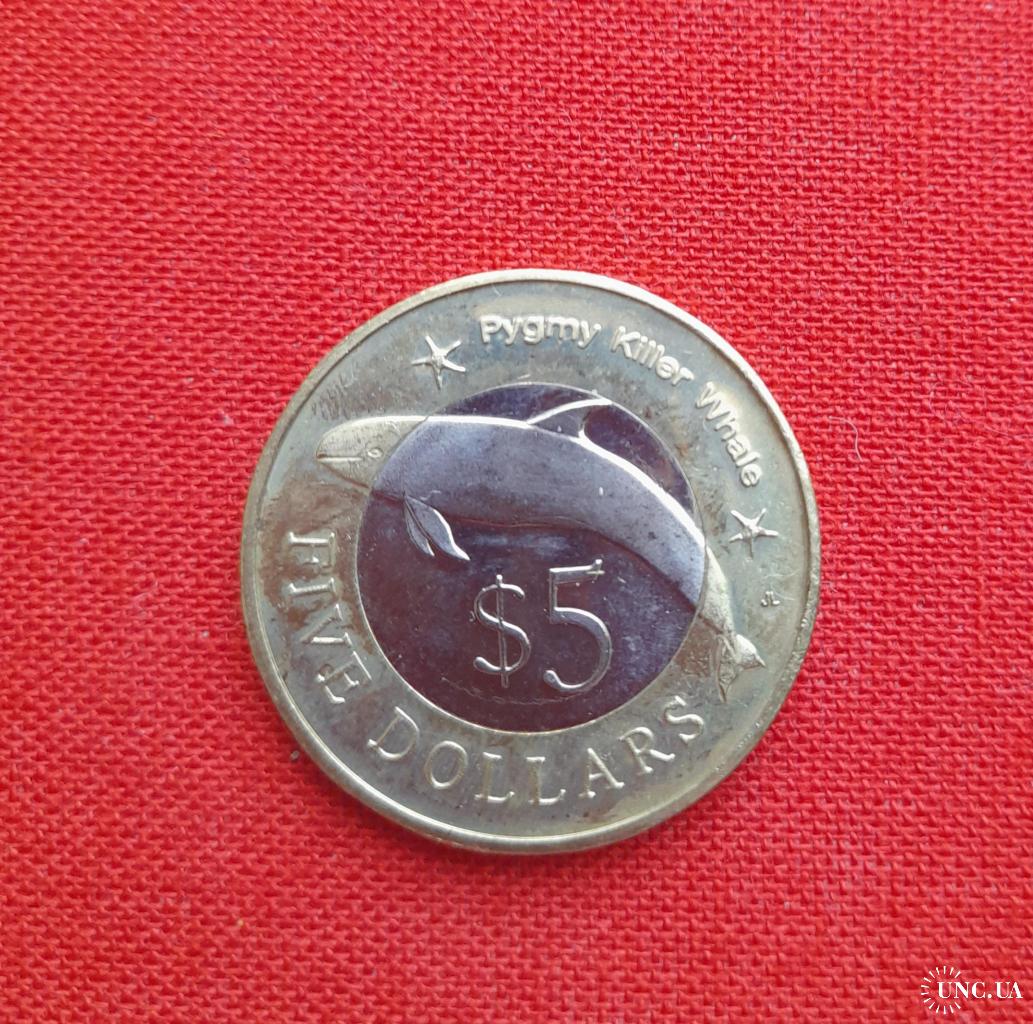 Pygmy Killer Whale
$5
FIVE DOLLARS
UNC.UA